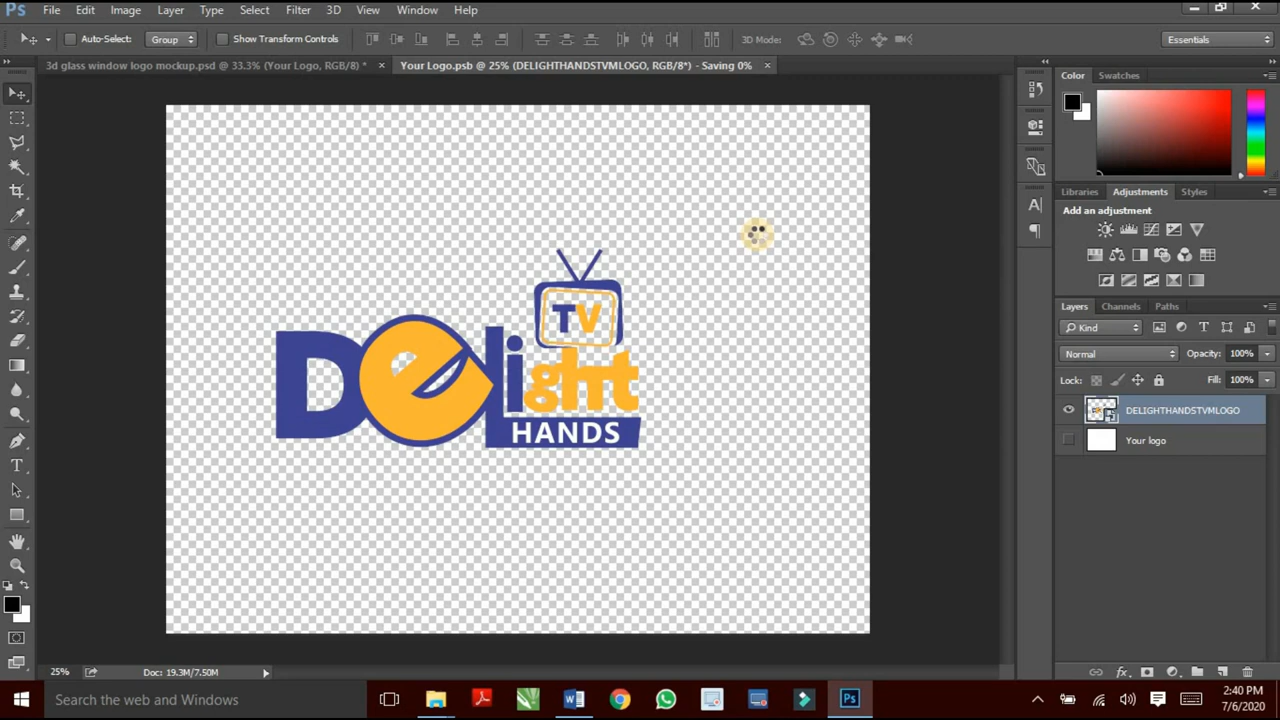 Ps File Edit Image Layer Type Select Filter 3D View Window Help
Auto-Select: Group Show Transform Controls 3D Mode: Essentials
3d glass window logo mockup.psd @ 33.3% (Your Logo, RGB/8) * × Your Logo.psb @ 25% (DELIGHTHANDSTVMLOGO, RGB/8*) - Saving 0% ×
Color Swatches
Libraries Adjustments Styles
Add an adjustment
TV
Delight
HANDS
Layers Channels Paths
Kind
Normal Opacity: 100%
Lock: Fill: 100%
DELIGHTHANDSTVMLOGO
Your logo
25% Doc: 19.3M/7.50M
Search the web and Windows
2:40 PM
7/6/2020